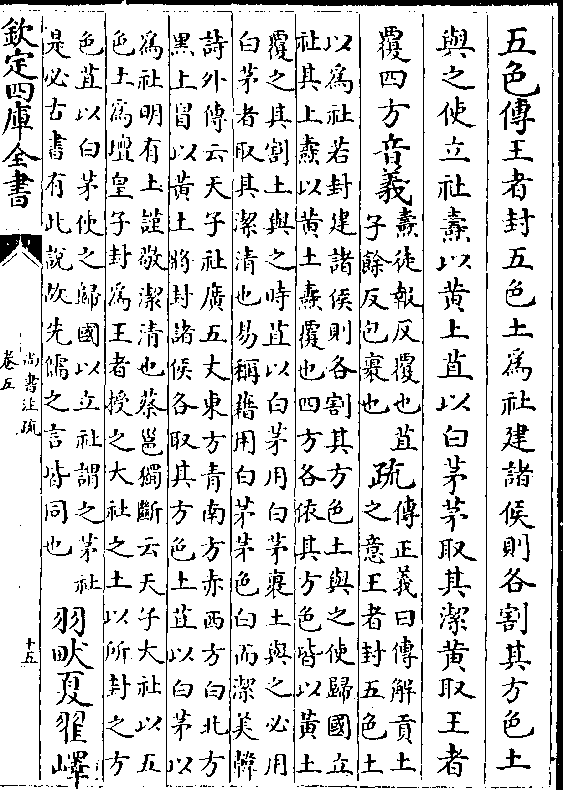 五色傳王者封五色土爲社建諸侯則各割其方色土
與之使立社燾以黃土苴以白茅茅取其潔黃取王者
覆四方音義
燾徒報反覆也苴
子餘反包裹也
疏
傳正義曰傳解貢土
之意王者封五色土
以爲社若封建諸侯則各割其方色土與之使歸國立
社其上燾以黃土燾覆也四方各依其方色皆以黃土
覆之其割土與之時苴以白茅用白茅裹土與之必用
白茅者取其潔清也易稱藉用白茅茅色白而潔美韓
詩外傳云天子社廣五丈東方青南方赤西方白北方
黑上冒以黃土將封諸侯各取其方色土苴以白茅以
爲社明有土謹敬潔清也蔡邕獨斷云天子大社以五
色土爲壇皇子封爲王者授之大社之土以所封之方
色苴以白茅使之歸國以立社謂之茅社
是必古書有此說故先儒之言皆同也
羽畎夏翟嶧
欽定四庫全書
尚書注疏
卷五
十五